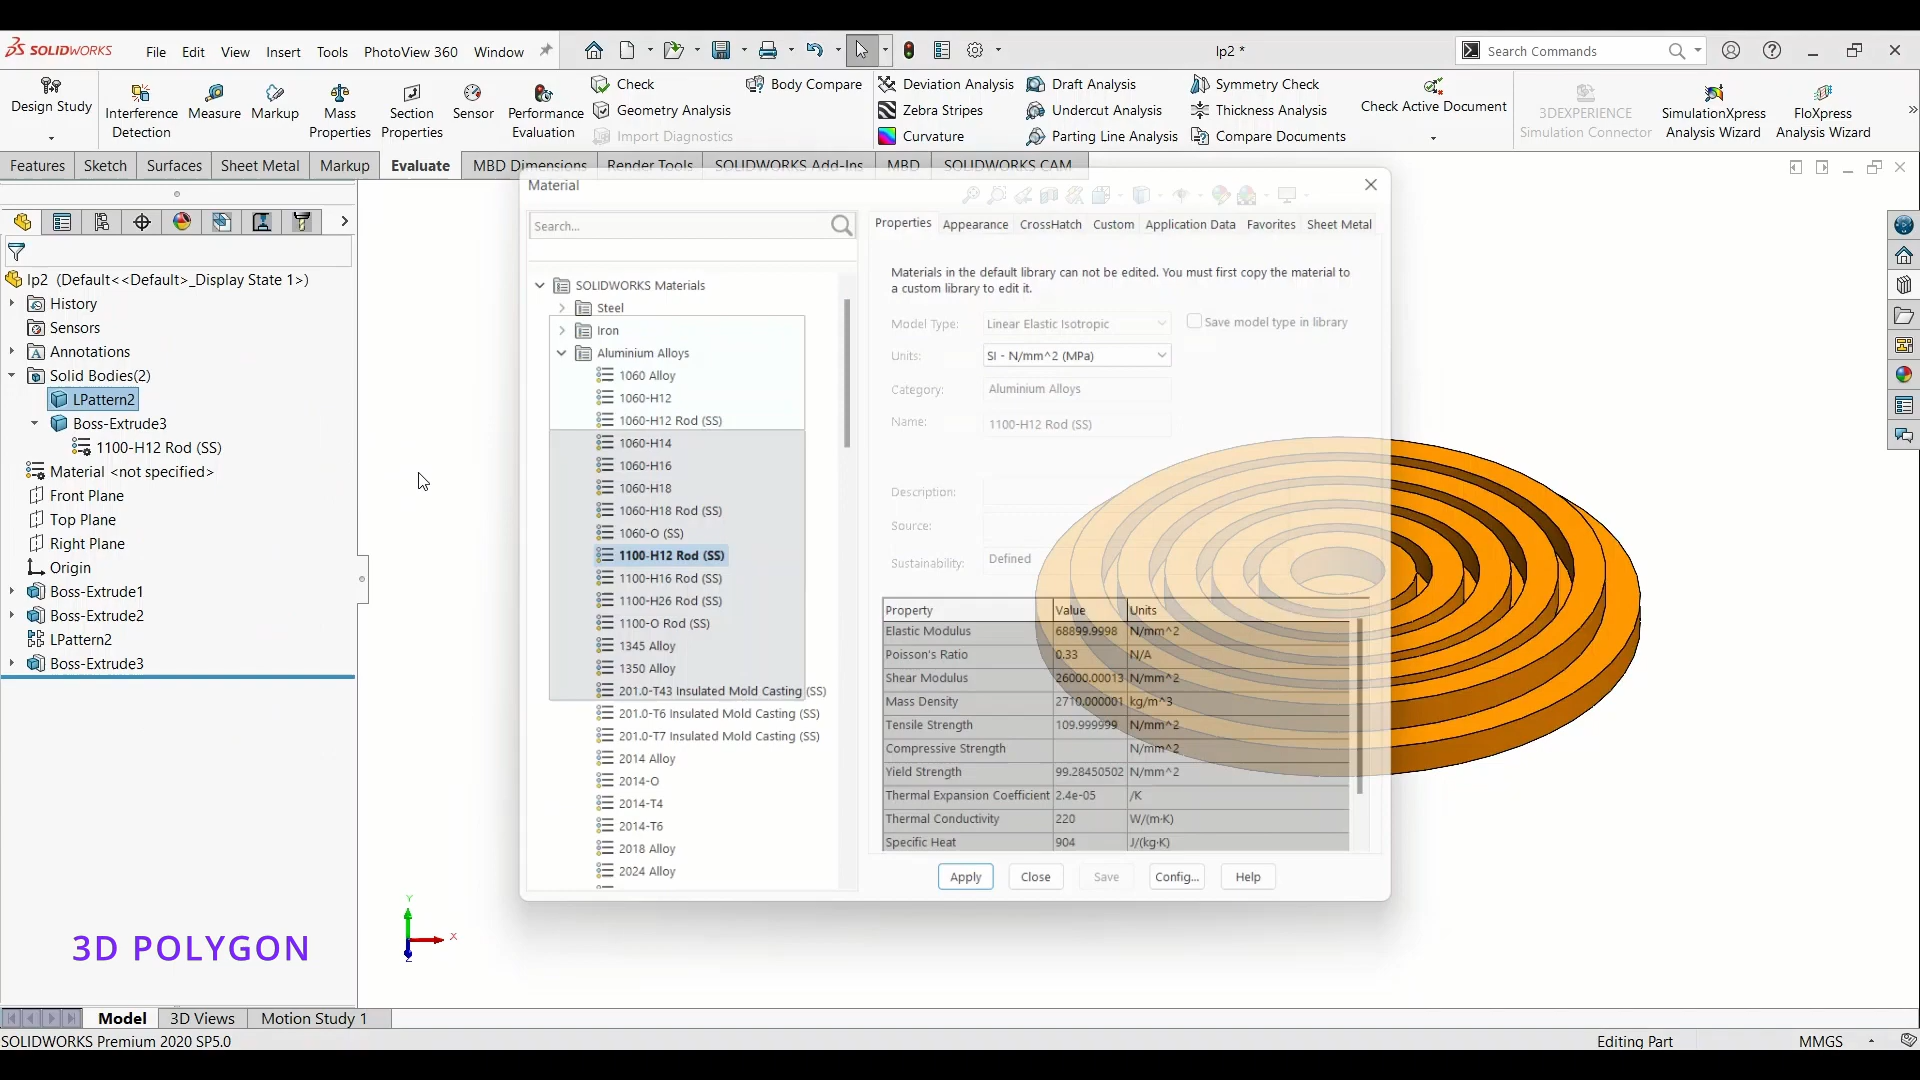 SOLIDWORKS
File Edit View Insert Tools PhotoView 360 Window
lp2 *
Search Commands
Design Study
Interference Detection
Measure
Markup
Mass Properties
Section Properties
Sensor
Performance Evaluation
Check
Geometry Analysis
Import Diagnostics
Body Compare
Deviation Analysis
Zebra Stripes
Curvature
Draft Analysis
Undercut Analysis
Parting Line Analysis
Symmetry Check
Thickness Analysis
Compare Documents
Check Active Document
3DEXPERIENCE Simulation Connector
SimulationXpress Analysis Wizard
FloXpress Analysis Wizard
Features Sketch Surfaces Sheet Metal Markup Evaluate MBD Dimensions Render Tools SOLIDWORKS Add-Ins MBD SOLIDWORKS CAM
lp2 (Default<<Default>_Display State 1>)
History
Sensors
Annotations
Solid Bodies(2)
LPattern2
Boss-Extrude3
1100-H12 Rod (SS)
Material <not specified>
Front Plane
Top Plane
Right Plane
Origin
Boss-Extrude1
Boss-Extrude2
LPattern2
Boss-Extrude3
Material
Search...
SOLIDWORKS Materials
Steel
Iron
Aluminium Alloys
1060 Alloy
1060-H12
1060-H12 Rod (SS)
1060-H14
1060-H16
1060-H18
1060-H18 Rod (SS)
1060-O (SS)
1100-H12 Rod (SS)
1100-H16 Rod (SS)
1100-H26 Rod (SS)
1100-O Rod (SS)
1345 Alloy
1350 Alloy
201.0-T43 Insulated Mold Casting (SS)
201.0-T6 Insulated Mold Casting (SS)
201.0-T7 Insulated Mold Casting (SS)
2014 Alloy
2014-O
2014-T4
2014-T6
2018 Alloy
2024 Alloy
Properties Appearance CrossHatch Custom Application Data Favorites Sheet Metal
Materials in the default library can not be edited. You must first copy the material to
a custom library to edit it.
Model Type: Linear Elastic Isotropic Save model type in library
Units: SI - N/mm^2 (MPa)
Category: Aluminium Alloys
Name: 1100-H12 Rod (SS)
Description:
Source:
Sustainability: Defined
Property Value Units
Elastic Modulus 68899.9998 N/mm^2
Poisson's Ratio 0.33 N/A
Shear Modulus 26000.00013 N/mm^2
Mass Density 2710.000001 kg/m^3
Tensile Strength 109.999999 N/mm^2
Compressive Strength N/mm^2
Yield Strength 99.28450502 N/mm^2
Thermal Expansion Coefficient 2.4e-05 /K
Thermal Conductivity 220 W/(m·K)
Specific Heat 904 J/(kg·K)
Apply Close Save Config... Help
Y
X
Z
3D POLYGON
Model 3D Views Motion Study 1
SOLIDWORKS Premium 2020 SP5.0
Editing Part
MMGS